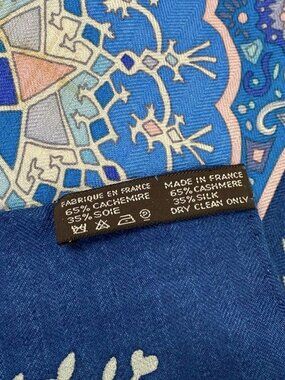 FABRIQUE EN FRANCE
65% CACHEMIRE
35% SOIE
MADE IN FRANCE
65% CASHMERE
35% SILK
DRY CLEAN ONLY